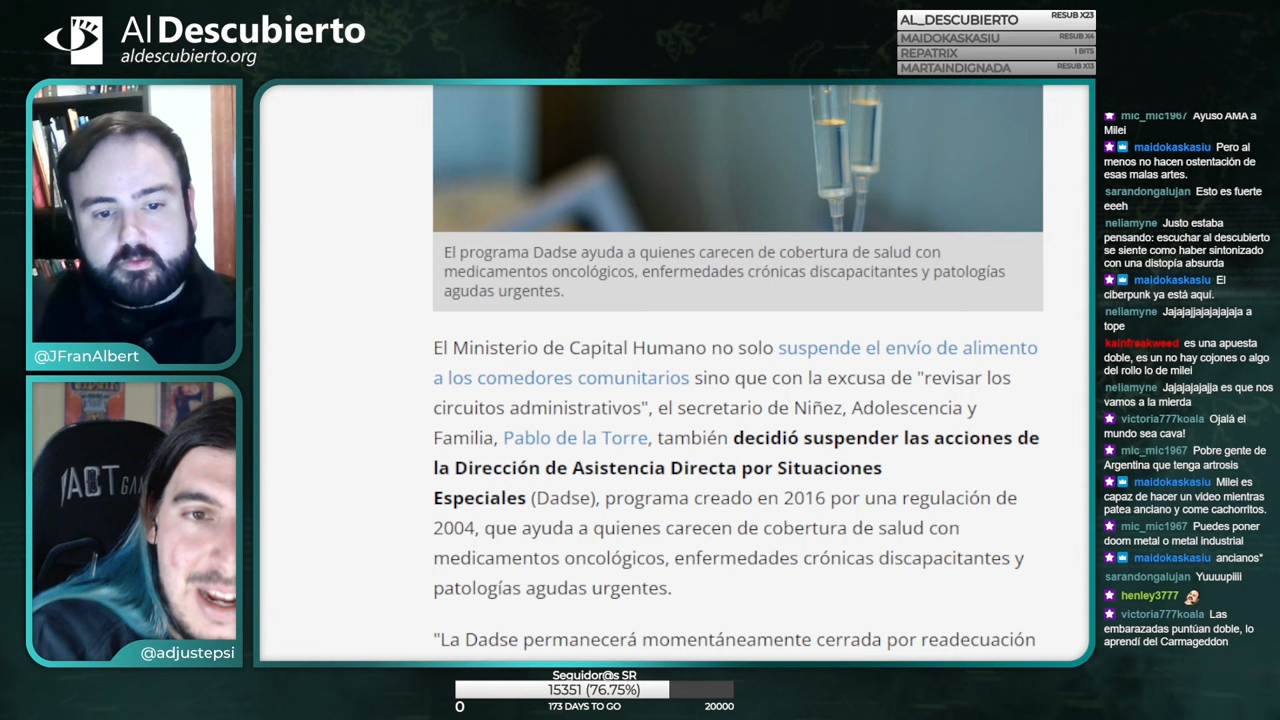 Al Descubierto
aldescubierto.org
AL_DESCUBIERTO RESUB X23
MAIDOKASKASIU RESUB X4
REPATRIX 1 BITS
MARTAINDIGNADA RESUB X13
@JFranAlbert
@adjustepsi
El programa Dadse ayuda a quienes carecen de cobertura de salud con
medicamentos oncológicos, enfermedades crónicas discapacitantes y patologías
agudas urgentes.
El Ministerio de Capital Humano no solo suspende el envío de alimento
a los comedores comunitarios sino que con la excusa de "revisar los
circuitos administrativos", el secretario de Niñez, Adolescencia y
Familia, Pablo de la Torre, también decidió suspender las acciones de
la Dirección de Asistencia Directa por Situaciones
Especiales (Dadse), programa creado en 2016 por una regulación de
2004, que ayuda a quienes carecen de cobertura de salud con
medicamentos oncológicos, enfermedades crónicas discapacitantes y
patologías agudas urgentes.
"La Dadse permanecerá momentáneamente cerrada por readecuación
mic_mic1967 Ayuso AMA a
Milei
maidokaskasiu Pero al
menos no hacen ostentación de
esas malas artes.
sarandongalujan Esto es fuerte
eeeh
neliamyne Justo estaba
pensando: escuchar al descubierto
se siente como haber sintonizado
con una distopía absurda
maidokaskasiu El
ciberpunk ya está aquí.
neliamyne Jajajajjajajajaja a
tope
kainfreakweed es una apuesta
doble, es un no hay cojones o algo
del rollo lo de milei
neliamyne Jajajajajjja es que nos
vamos a la mierda
victoria777koala Ojalá el
mundo sea cava!
mic_mic1967 Pobre gente de
Argentina que tenga artrosis
maidokaskasiu Milei es
capaz de hacer un video mientras
patea anciano y come cachorritos.
mic_mic1967 Puedes poner
doom metal o metal industrial
maidokaskasiu ancianos*
sarandongalujan Yuuuupiiii
henley3777
victoria777koala Las
embarazadas puntúan doble, lo
aprendí del Carmageddon
Seguidor@s SR
15351 (76.75%)
0 173 DAYS TO GO 20000